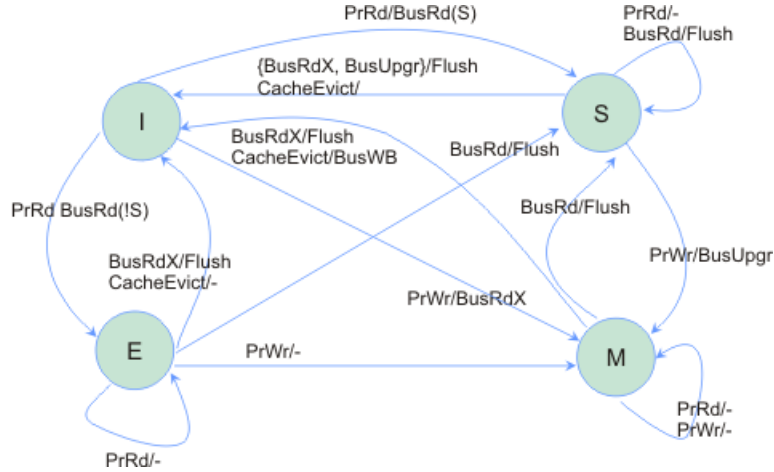 PrRd/BusRd(S)
PrRd/-
BusRd/Flush
{BusRdX, BusUpgr}/Flush
CacheEvict/
I
S
BusRdX/Flush
CacheEvict/BusWB
BusRd/Flush
PrRd BusRd(!S)
BusRd/Flush
BusRdX/Flush
CacheEvict/-
PrWr/BusUpgr
PrWr/BusRdX
E
PrWr/-
M
PrRd/-
PrWr/-
PrRd/-